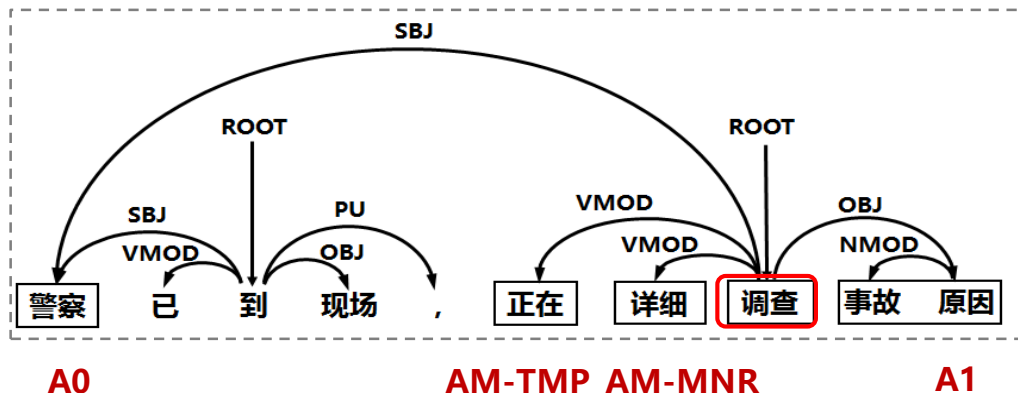 SBJ
ROOT ROOT
SBJ PU VMOD OBJ
VMOD OBJ VMOD NMOD
警察 已 到 现场 , 正在 详细 调查 事故 原因
A0 AM-TMP AM-MNR A1